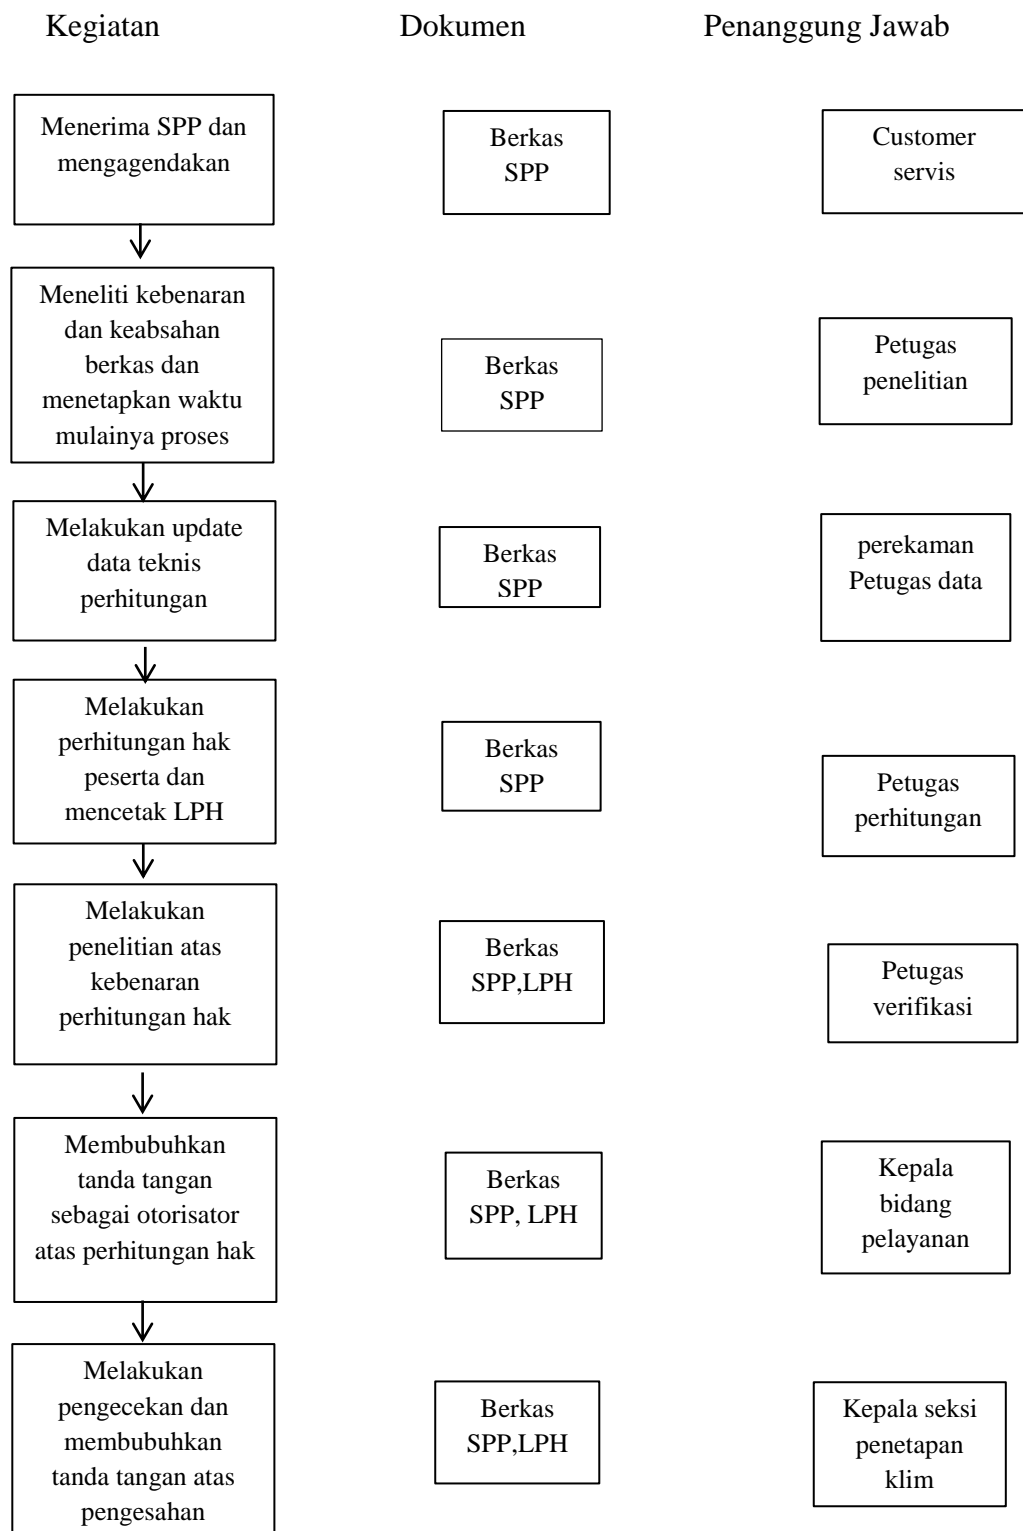 Kegiatan Dokumen Penanggung Jawab
Menerima SPP dan
mengagendakan
Berkas
SPP
Customer
servis
Meneliti kebenaran
dan keabsahan
berkas dan
menetapkan waktu
mulainya proses
Berkas
SPP
Petugas
penelitian
Melakukan update
data teknis
perhitungan
Berkas
SPP
perekaman
Petugas data
Melakukan
perhitungan hak
peserta dan
mencetak LPH
Berkas
SPP
Petugas
perhitungan
Melakukan
penelitian atas
kebenaran
perhitungan hak
Berkas
SPP,LPH
Petugas
verifikasi
Membubuhkan
tanda tangan
sebagai otorisator
atas perhitungan hak
Berkas
SPP, LPH
Kepala
bidang
pelayanan
Melakukan
pengecekan dan
membubuhkan
tanda tangan atas
pengesahan
Berkas
SPP,LPH
Kepala seksi
penetapan
klim